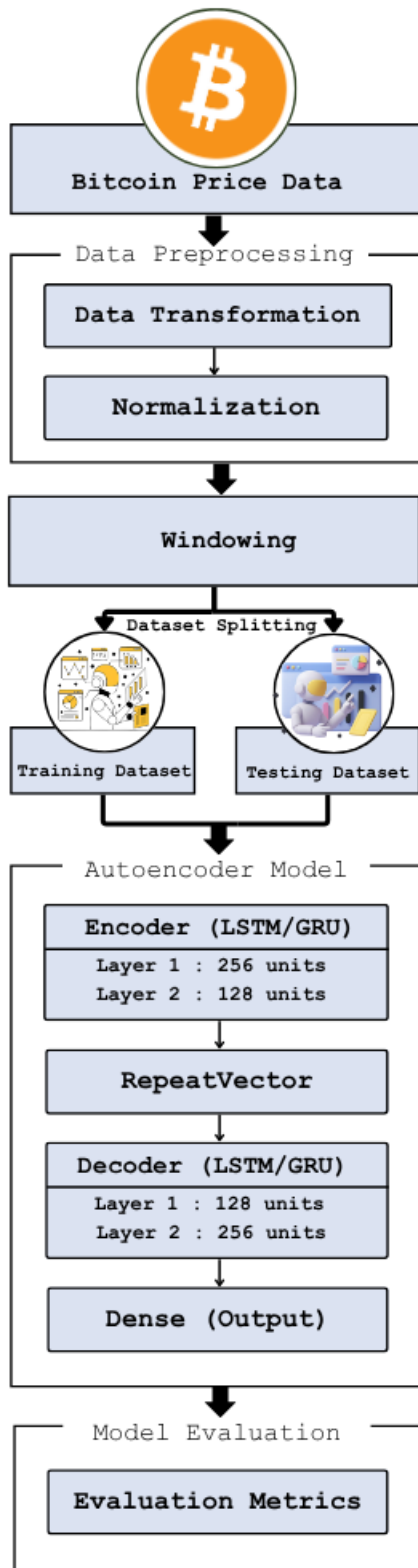 Bitcoin Price Data
Data Preprocessing
Data Transformation
Normalization
Windowing
Dataset Splitting
Training Dataset
Testing Dataset
Autoencoder Model
Encoder (LSTM/GRU)
Layer 1 : 256 units
Layer 2 : 128 units
RepeatVector
Decoder (LSTM/GRU)
Layer 1 : 128 units
Layer 2 : 256 units
Dense (Output)
Model Evaluation
Evaluation Metrics